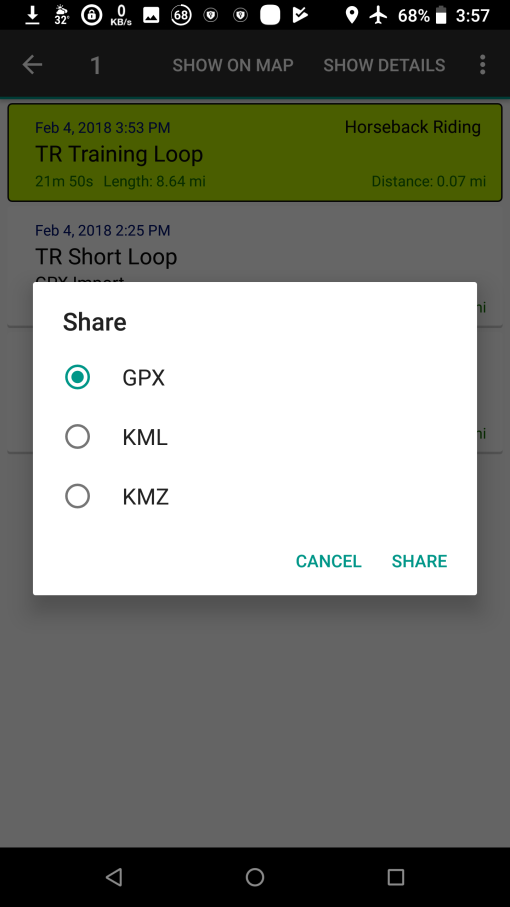 32° 0 KB/s 68 68% 3:57
1 SHOW ON MAP SHOW DETAILS
Feb 4, 2018 3:53 PM Horseback Riding
TR Training Loop
21m 50s Length: 8.64 mi Distance: 0.07 mi
Feb 4, 2018 2:25 PM
TR Short Loop
GPX Import
mi
Share
GPX
KML
mi
KMZ
CANCEL SHARE